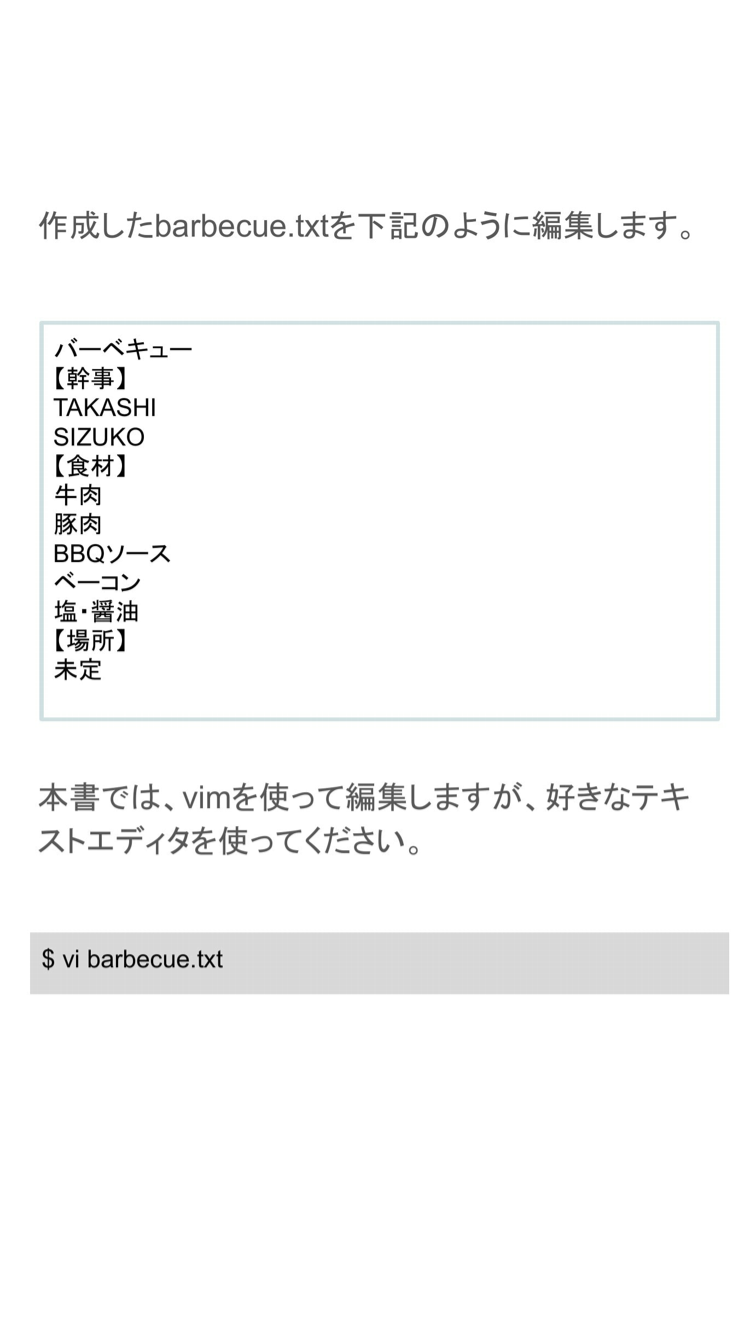 作成したbarbecue.txtを下記のように編集します。
バーベキュー
【幹事】
TAKASHI
SIZUKO
【食材】
牛肉
豚肉
BBQソース
ベーコン
塩・醤油
【場所】
未定
本書では、vimを使って編集しますが、好きなテキ
ストエディタを使ってください。
$ vi barbecue.txt